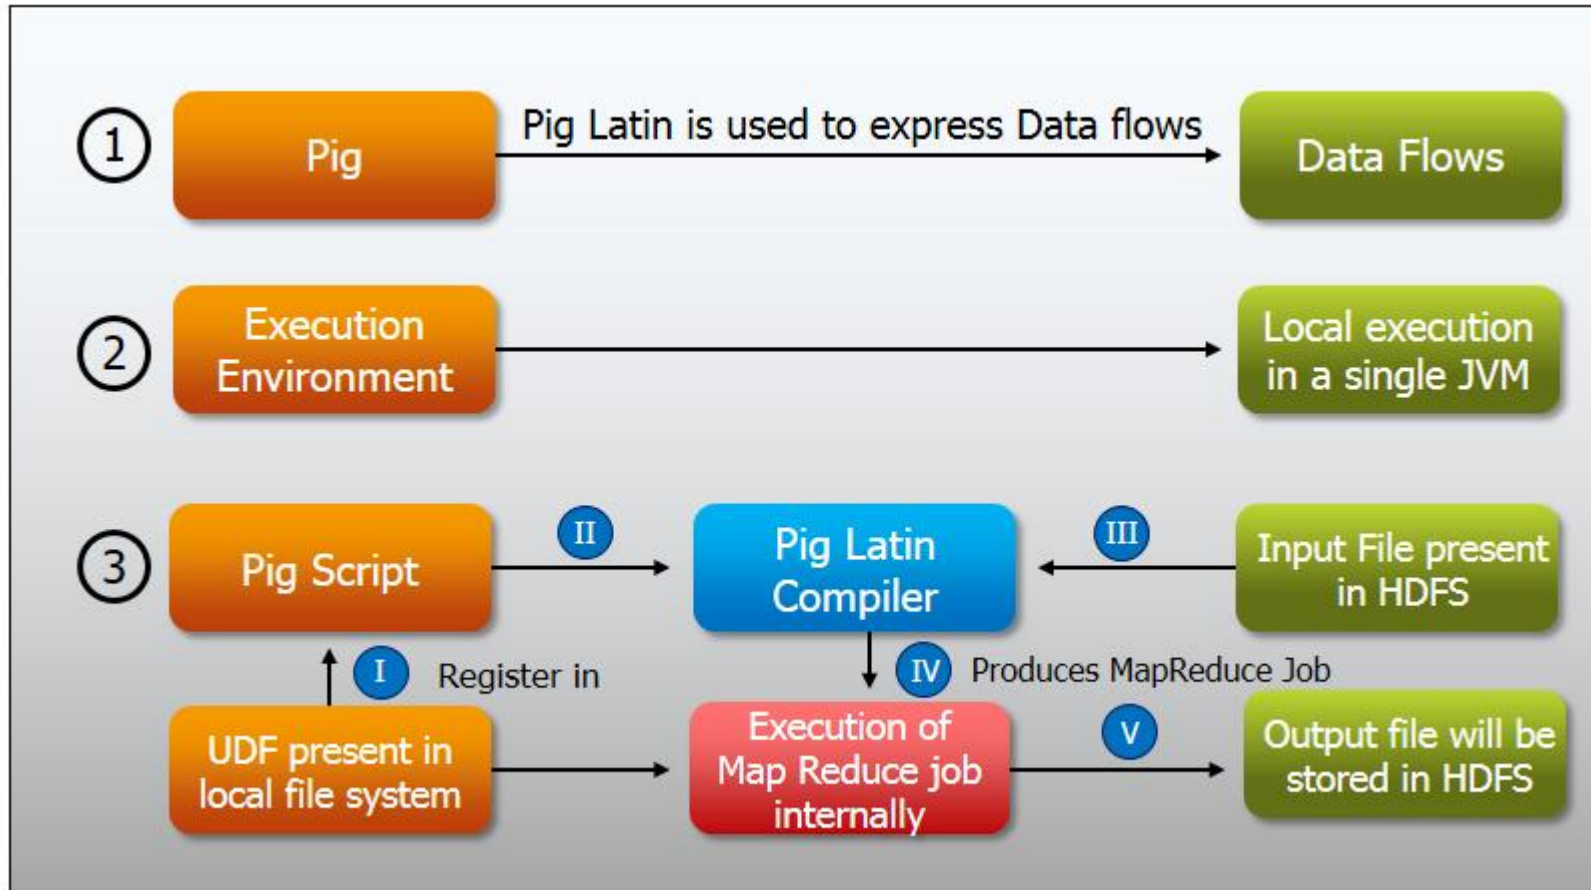 1
Pig
Pig Latin is used to express Data flows
Data Flows
2
Execution
Environment
Local execution
in a single JVM
3
Pig Script
II
Pig Latin
Compiler
III
Input File present
in HDFS
I
Register in
IV
Produces MapReduce Job
UDF present in
local file system
Execution of
Map Reduce job
internally
V
Output file will be
stored in HDFS